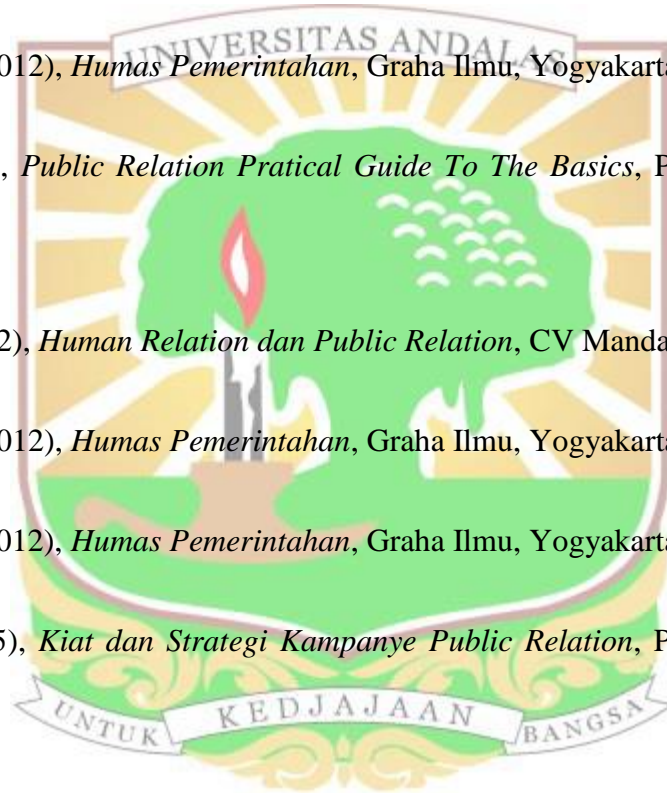 UNIVERSITAS ANDALAS
012), Humas Pemerintahan, Graha Ilmu, Yogyakarta
, Public Relation Pratical Guide To The Basics, P
2), Human Relation dan Public Relation, CV Manda
012), Humas Pemerintahan, Graha Ilmu, Yogyakarta
012), Humas Pemerintahan, Graha Ilmu, Yogyakarta
5), Kiat dan Strategi Kampanye Public Relation, P
UNTUK KEDJAJAAN BANGSA